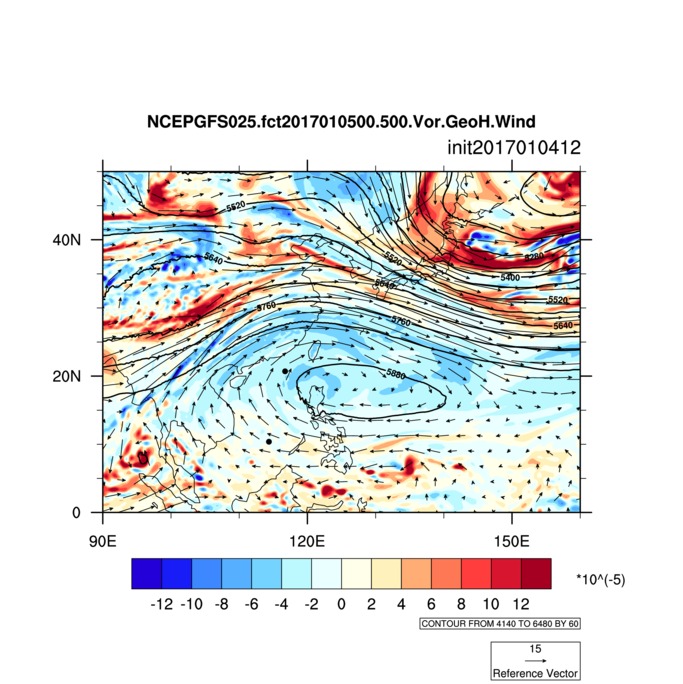 NCEPGFS025.fct2017010500.500.Vor.GeoH.Wind
init2017010412
5520
40N
5640
5520
5280
5640
5400
5520
5760
5760
5640
20N
5880
0
90E 120E 150E
-12 -10 -8 -6 -4 -2 0 2 4 6 8 10 12
*10^(-5)
CONTOUR FROM 4140 TO 6480 BY 60
15
Reference Vector